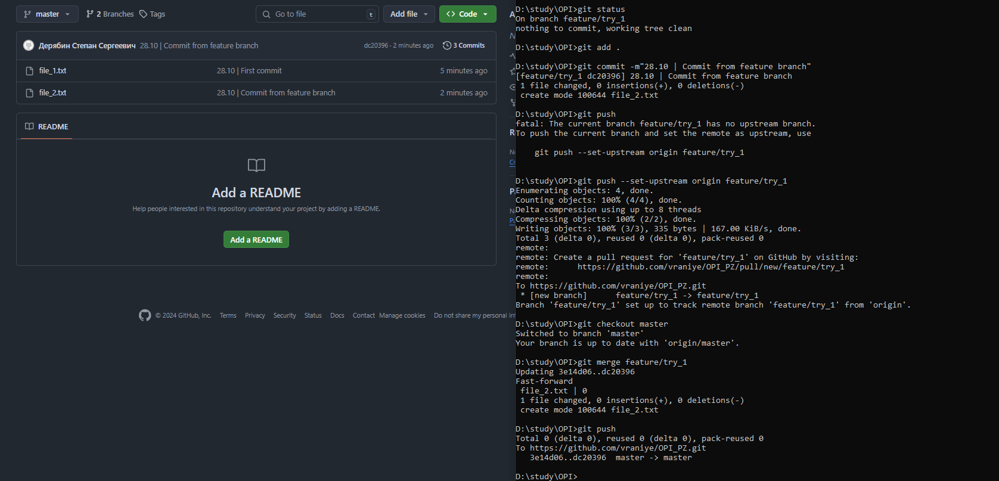 master
2 Branches
Tags
Go to file
t
Add file
Code
Дерябин Степан Сергеевич 28.10 | Commit from feature branch
dc20396 · 2 minutes ago
3 Commits
file_1.txt
28.10 | First commit
5 minutes ago
file_2.txt
28.10 | Commit from feature branch
2 minutes ago
README
Add a README
Help people interested in this repository understand your project by adding a README.
Add a README
© 2024 GitHub, Inc.
Terms
Privacy
Security
Status
Docs
Contact
Manage cookies
Do not share my personal
D:\study\OPI>git status
On branch feature/try_1
nothing to commit, working tree clean
D:\study\OPI>git add .
D:\study\OPI>git commit -m"28.10 | Commit from feature branch"
[feature/try_1 dc20396] 28.10 | Commit from feature branch
1 file changed, 0 insertions(+), 0 deletions(-)
create mode 100644 file_2.txt
D:\study\OPI>git push
fatal: The current branch feature/try_1 has no upstream branch.
To push the current branch and set the remote as upstream, use
git push --set-upstream origin feature/try_1
D:\study\OPI>git push --set-upstream origin feature/try_1
Enumerating objects: 4, done.
Counting objects: 100% (4/4), done.
Delta compression using up to 8 threads
Compressing objects: 100% (2/2), done.
Writing objects: 100% (3/3), 335 bytes | 167.00 KiB/s, done.
Total 3 (delta 0), reused 0 (delta 0), pack-reused 0
remote:
remote: Create a pull request for 'feature/try_1' on GitHub by visiting:
remote:      https://github.com/vraniye/OPI_PZ/pull/new/feature/try_1
remote:
To https://github.com/vraniye/OPI_PZ.git
* [new branch]      feature/try_1 -> feature/try_1
Branch 'feature/try_1' set up to track remote branch 'feature/try_1' from 'origin'.
D:\study\OPI>git checkout master
Switched to branch 'master'
Your branch is up to date with 'origin/master'.
D:\study\OPI>git merge feature/try_1
Updating 3e14d06..dc20396
Fast-forward
file_2.txt | 0
1 file changed, 0 insertions(+), 0 deletions(-)
create mode 100644 file_2.txt
D:\study\OPI>git push
Total 0 (delta 0), reused 0 (delta 0), pack-reused 0
To https://github.com/vraniye/OPI_PZ.git
3e14d06..dc20396  master -> master
D:\study\OPI>